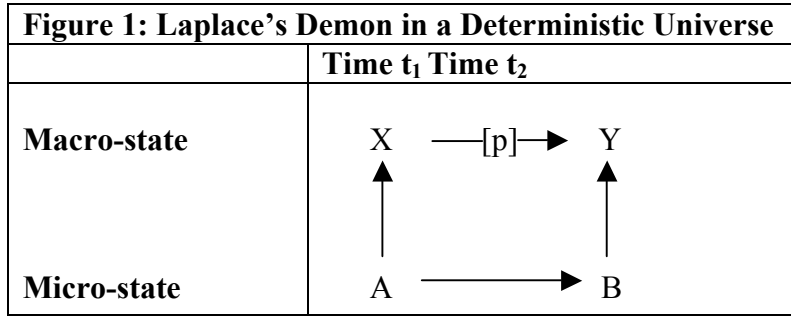 Figure 1: Laplace’s Demon in a Deterministic Universe
Time t₁ Time t₂
Macro-state X [p] Y
Micro-state A B